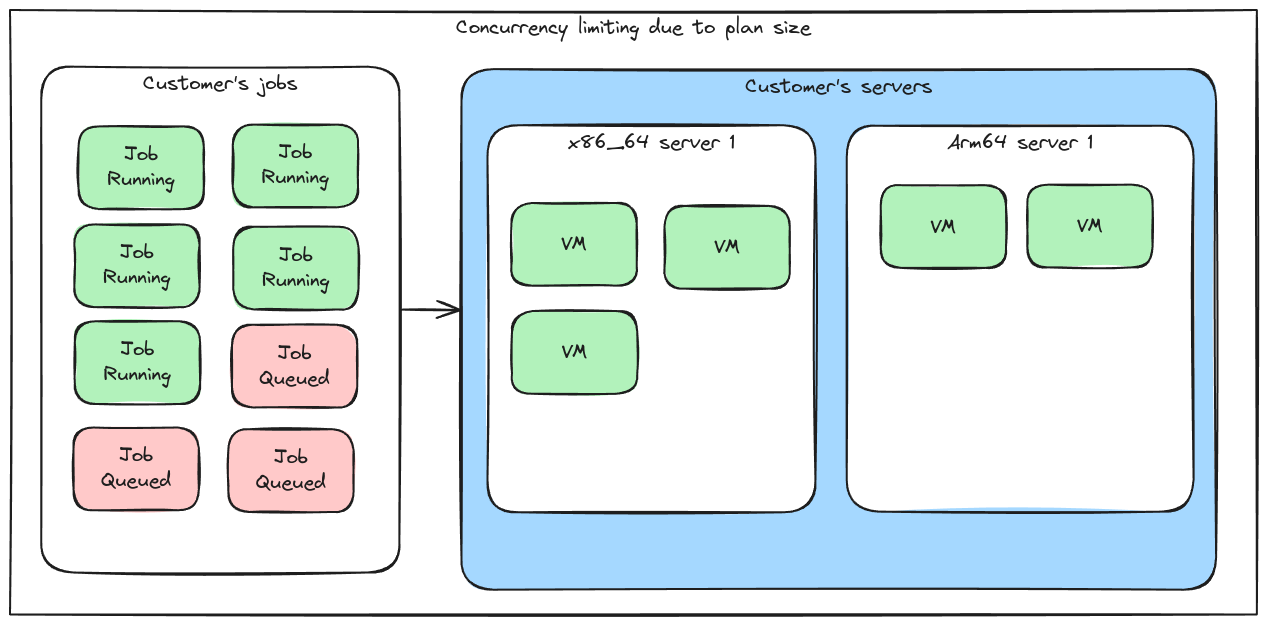 Concurrency limiting due to plan size
Customer's jobs
Job
Running
Job
Running
Job
Running
Job
Running
Job
Running
Job
Queued
Job
Queued
Job
Queued
Customer's servers
x86_64 server 1
VM
VM
VM
Arm64 server 1
VM
VM